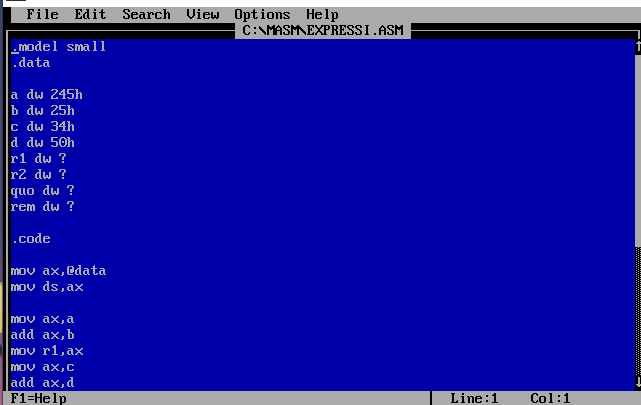 File Edit Search View Options Help
C:\MASM\EXPRESSI.ASM
.model small
.data
a dw 245h
b dw 25h
c dw 34h
d dw 50h
r1 dw ?
r2 dw ?
quo dw ?
rem dw ?
.code
mov ax,@data
mov ds,ax
mov ax,a
add ax,b
mov r1,ax
mov ax,c
add ax,d
F1=Help Line:1 Col:1